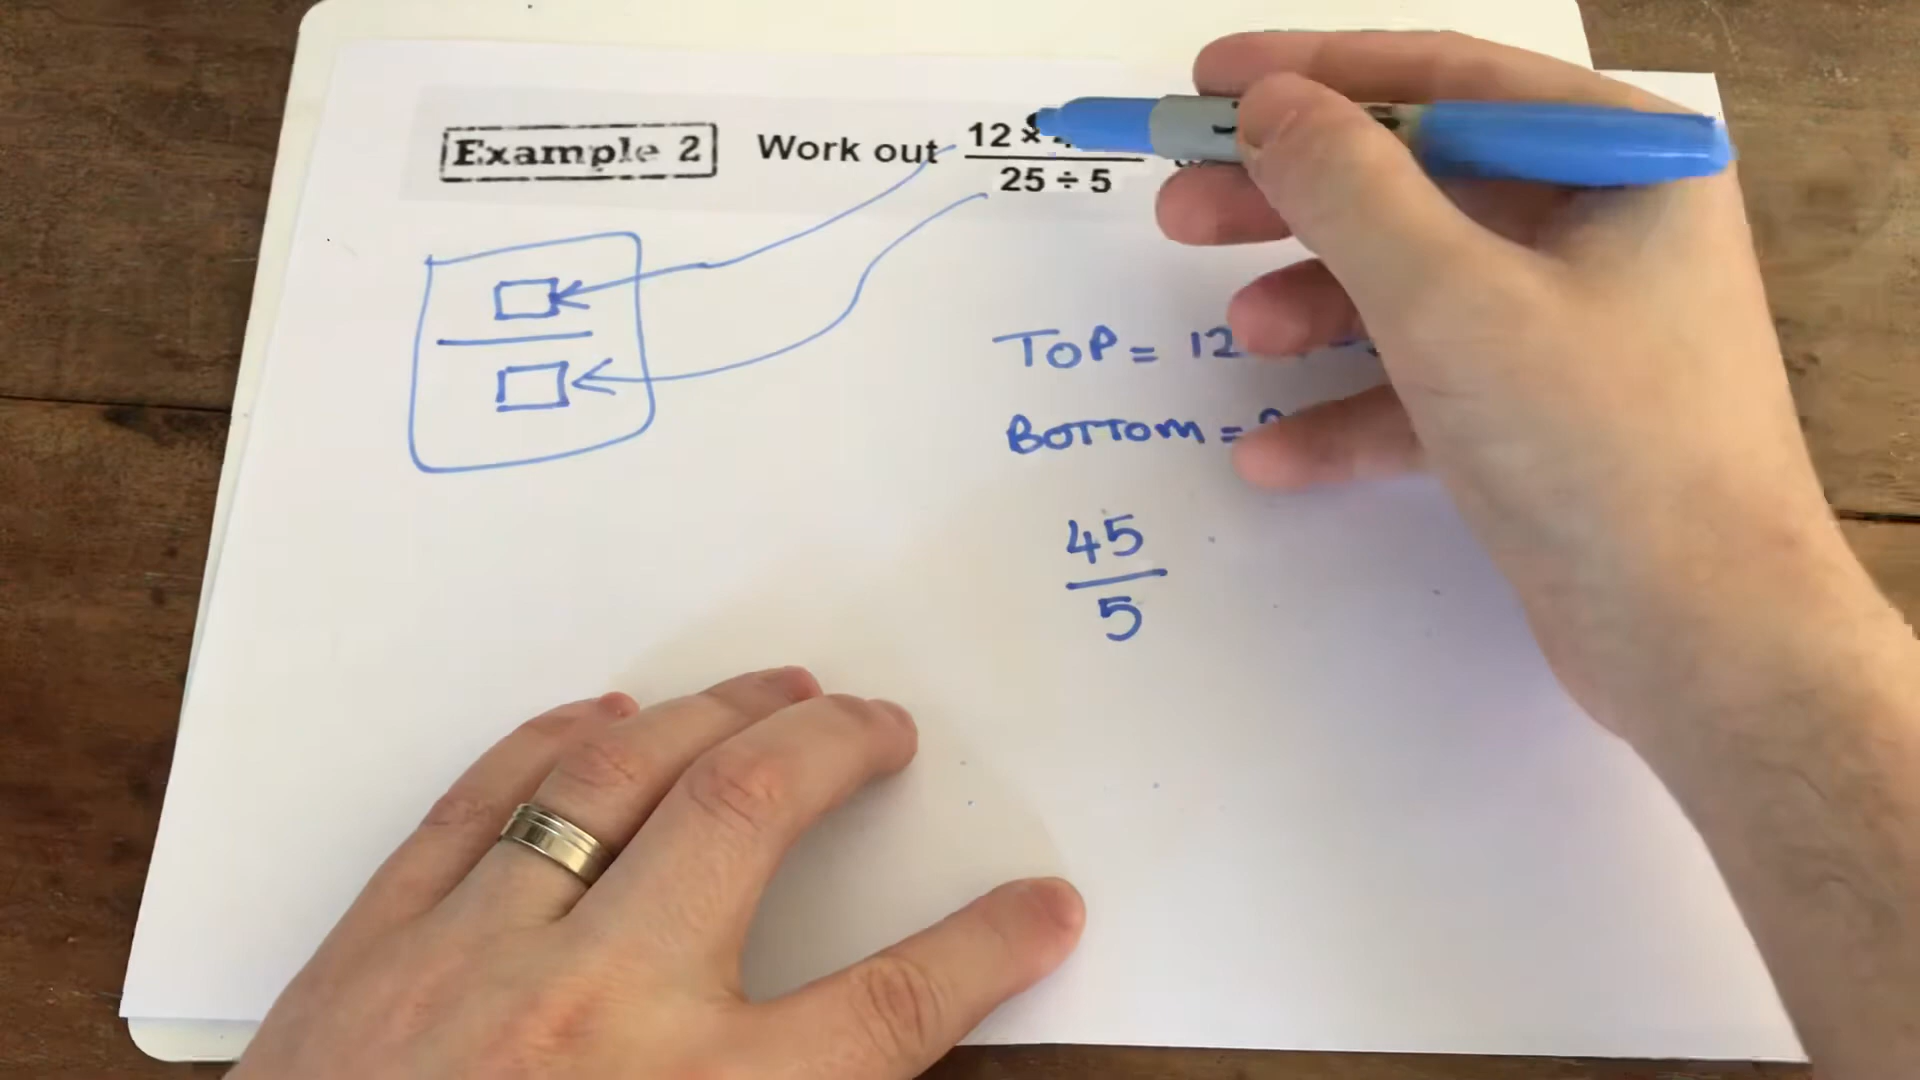 Example 2
Work out 12 ×
25 ÷ 5
TOP = 12
BOTTOM =
45
5